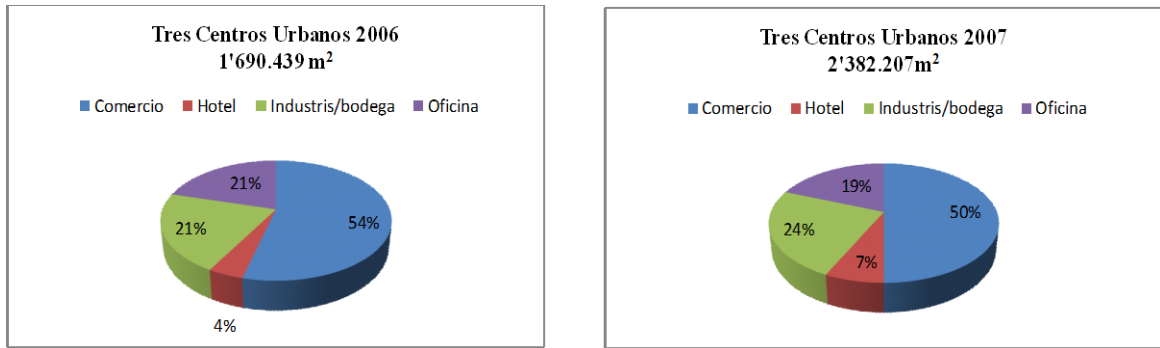 Tres Centros Urbanos 2006
1'690.439 m²
Comercio Hotel Industris/bodega Oficina
21%
54%
21%
4%
Tres Centros Urbanos 2007
2'382.207m²
Comercio Hotel Industris/bodega Oficina
19%
50%
24%
7%